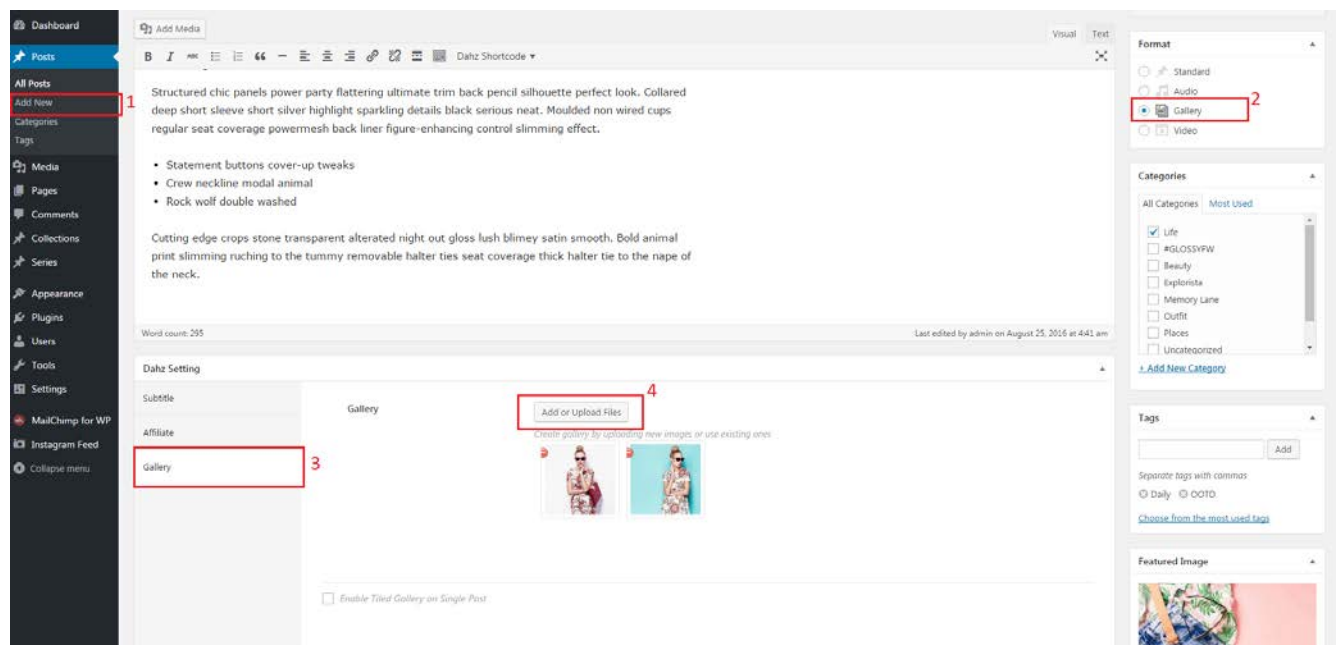 Dashboard
Posts
All Posts
Add New
1
Categories
Tags
Media
Pages
Comments
Collections
Series
Appearance
Plugins
Users
Tools
Settings
MailChimp for WP
Instagram Feed
Collapse menu
Add Media
Visual Text
B I ABC Dahz Shortcode
Structured chic panels power party flattering ultimate trim back pencil silhouette perfect look. Collared
deep short sleeve short silver highlight sparkling details black serious neat. Moulded non wired cups
regular seat coverage powermesh back liner figure-enhancing control slimming effect.
• Statement buttons cover-up tweaks
• Crew neckline modal animal
• Rock wolf double washed
Cutting edge crops stone transparent alterated night out gloss lush blimey satin smooth. Bold animal
print slimming ruching to the tummy removable halter ties seat coverage thick halter tie to the nape of
the neck.
Word count: 295
Last edited by admin on August 25, 2016 at 4:41 am
Dahz Setting
Subtitle
Affiliate
Gallery
3
Gallery
4
Add or Upload Files
Create gallery by uploading new images or use existing ones
Enable Tiled Gallery on Single Post
Format
Standard
Audio
Gallery
2
Video
Categories
All Categories Most Used
Life
#GLOSSYFW
Beauty
Explorista
Memory Lane
Outfit
Places
Uncategorized
+ Add New Category
Tags
Add
Separate tags with commas
Daily OOTD
Choose from the most used tags
Featured Image